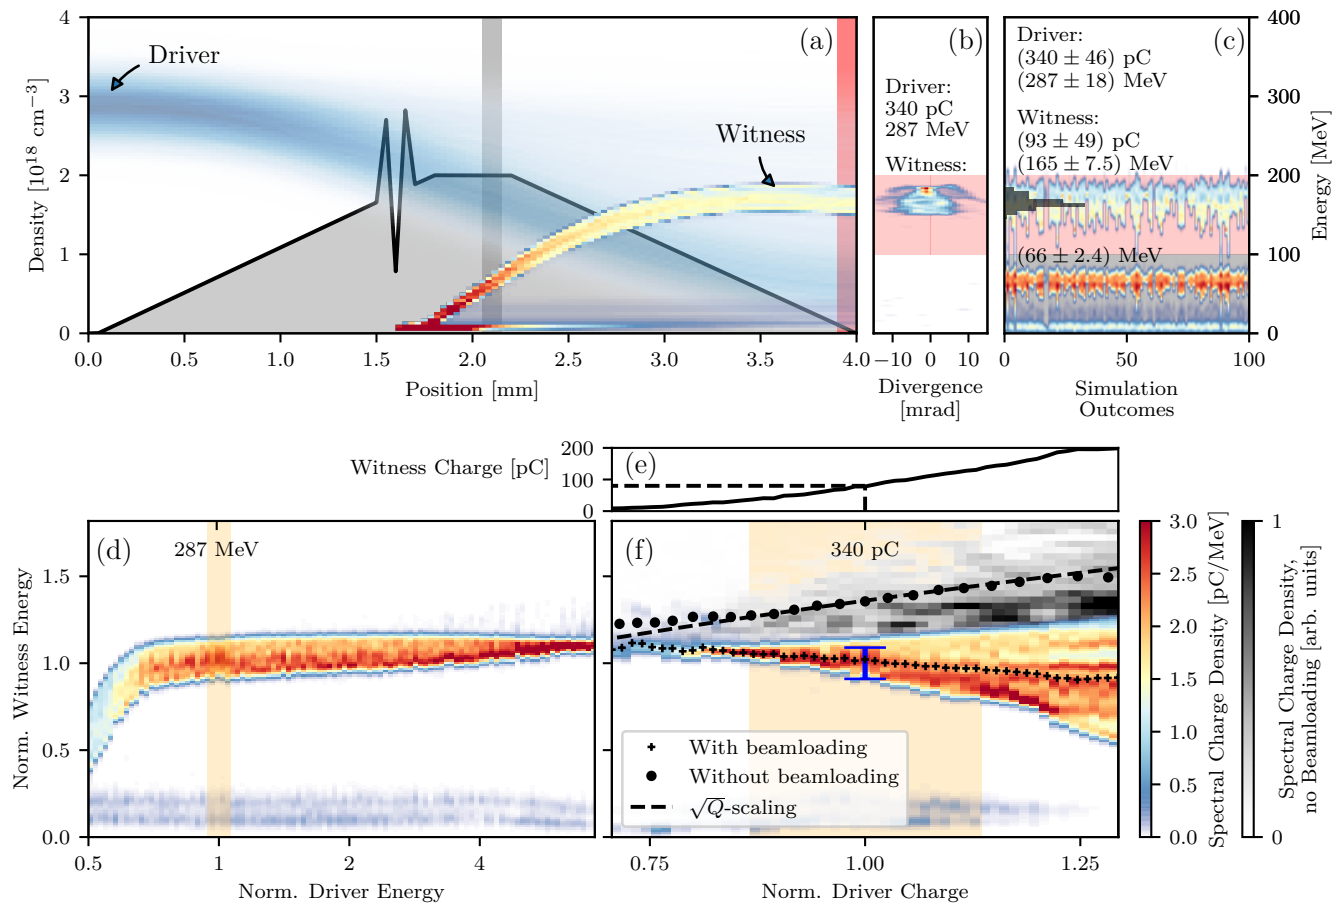 (a)
(b)
(c)
Driver
Witness
Density [10¹⁸ cm⁻³]
4
3
2
1
0
0.0
0.5
1.0
1.5
2.0
2.5
3.0
3.5
4.0
Position [mm]
Driver:
340 pC
287 MeV
Witness:
−10
0
10
Divergence
[mrad]
Driver:
(340 ± 46) pC
(287 ± 18) MeV
Witness:
(93 ± 49) pC
(165 ± 7.5) MeV
(66 ± 2.4) MeV
0
50
100
Simulation
Outcomes
400
300
200
100
0
Energy [MeV]
Witness Charge [pC]
200
100
0
(e)
(d)
287 MeV
Norm. Witness Energy
1.5
1.0
0.5
0.0
0.5
1
2
4
Norm. Driver Energy
(f)
340 pC
With beamloading
Without beamloading
√Q-scaling
0.75
1.00
1.25
Norm. Driver Charge
3.0
2.5
2.0
1.5
1.0
0.5
0.0
Spectral Charge Density [pC/MeV]
1
0
Spectral Charge Density,
no Beamloading [arb. units]